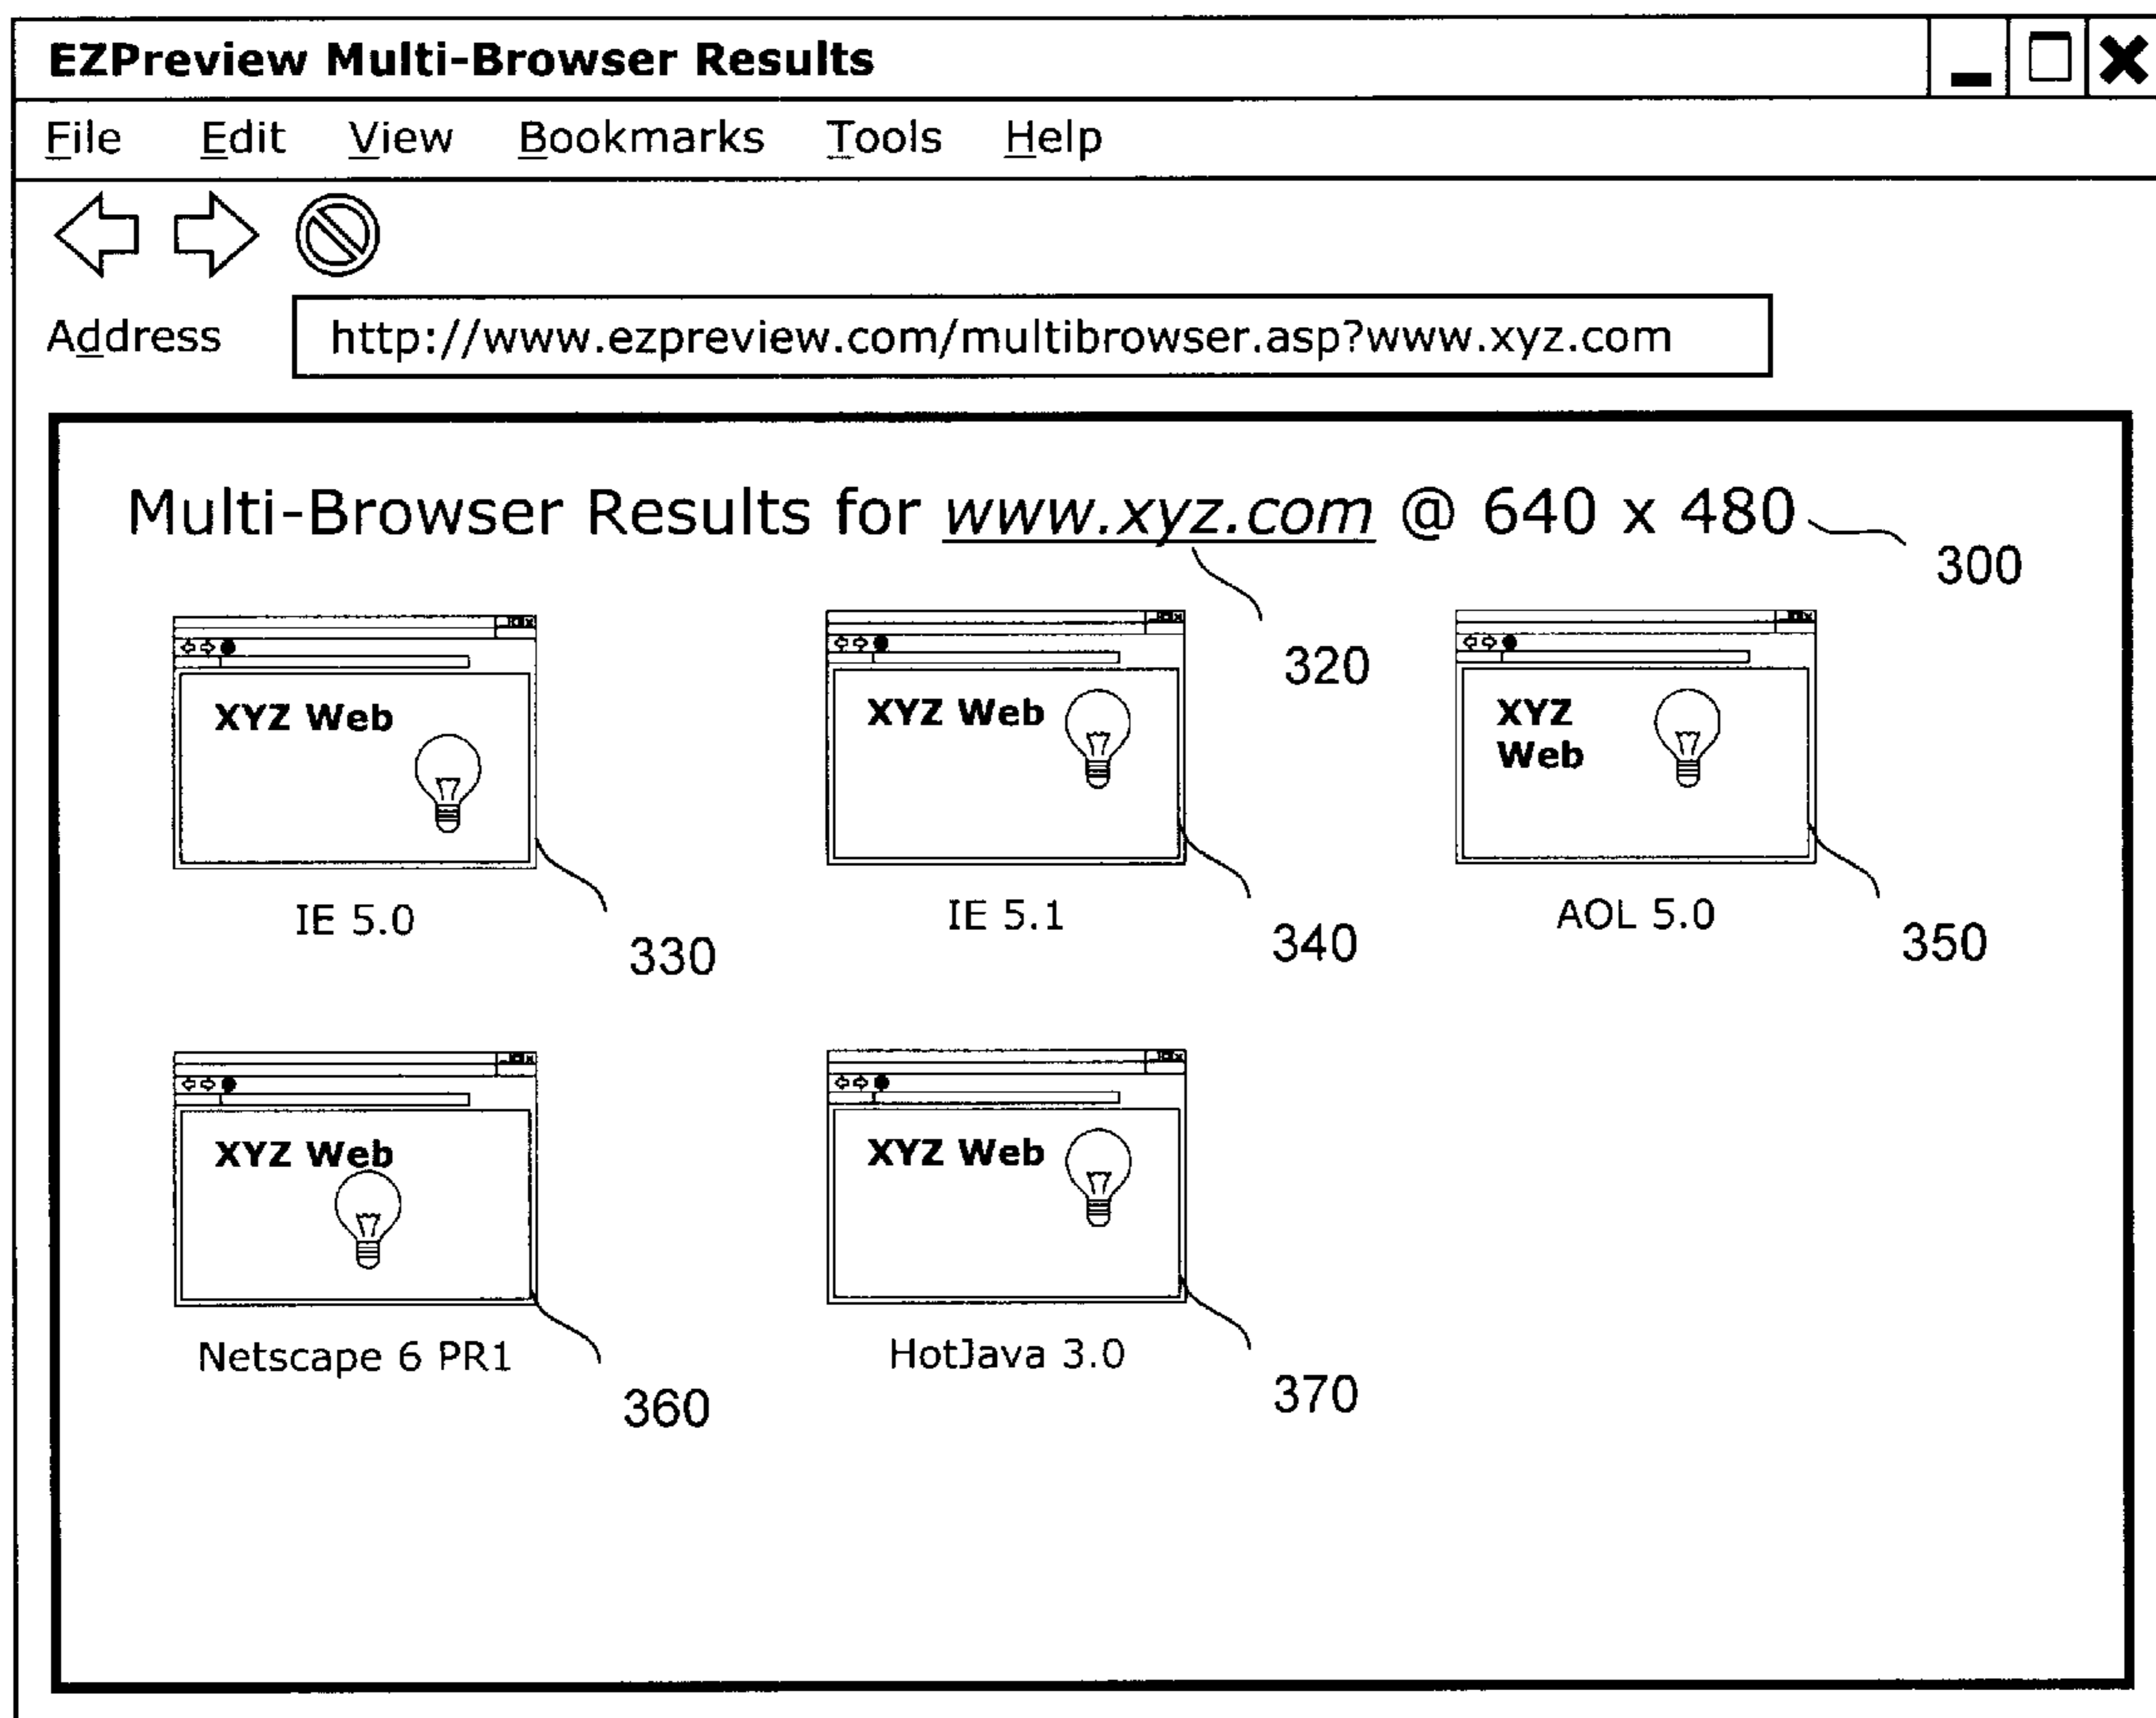 EZPreview Multi-Browser Results
File Edit View Bookmarks Tools Help
Address http://www.ezpreview.com/multibrowser.asp?www.xyz.com
Multi-Browser Results for www.xyz.com @ 640 x 480
300
320
XYZ Web
XYZ Web
XYZ
Web
IE 5.0
IE 5.1
AOL 5.0
330
340
350
XYZ Web
XYZ Web
Netscape 6 PR1
HotJava 3.0
360
370